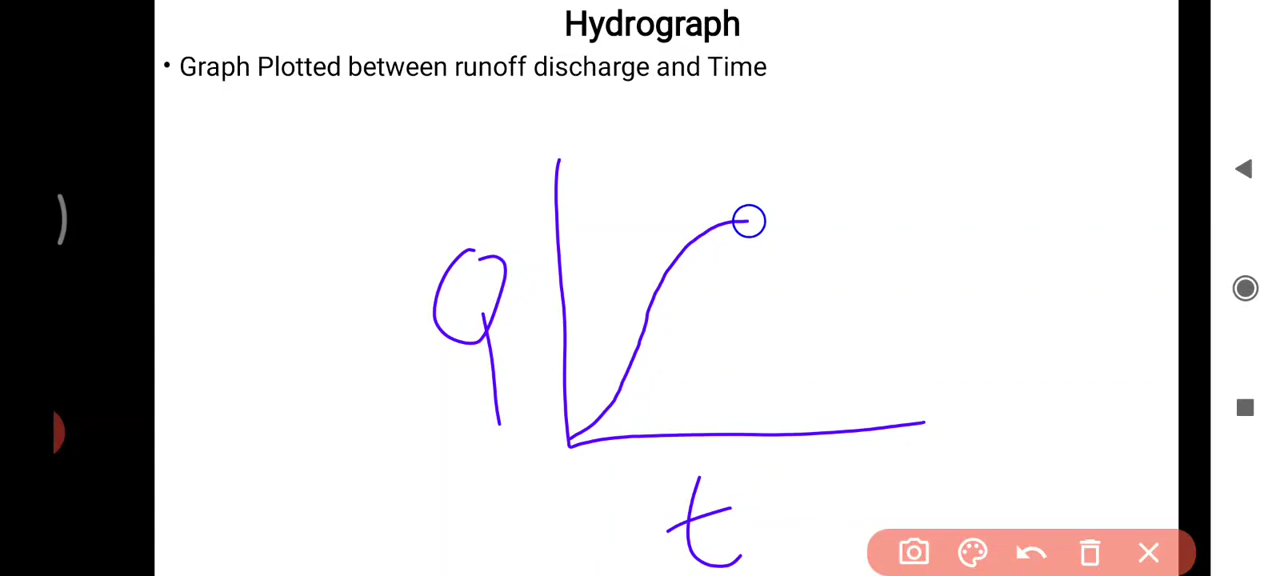 Hydrograph
• Graph Plotted between runoff discharge and Time
Q
t